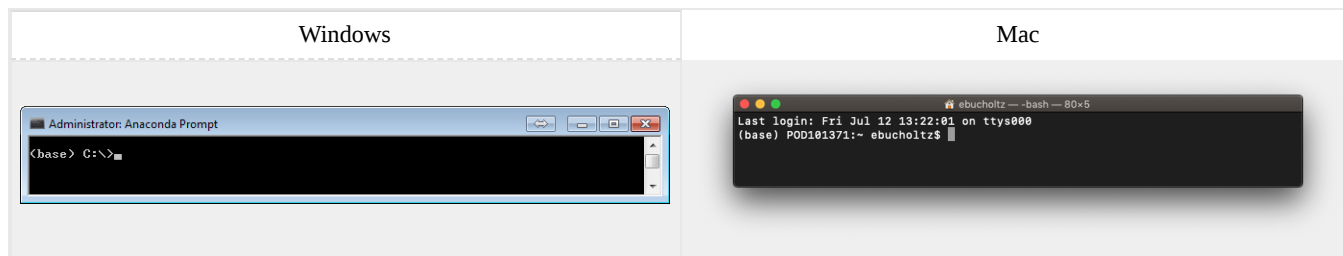 Windows
Mac
Administrator: Anaconda Prompt
(base) C:\>
ebucholtz — -bash — 80×5
Last login: Fri Jul 12 13:22:01 on ttys000
(base) POD101371:~ ebucholtz$